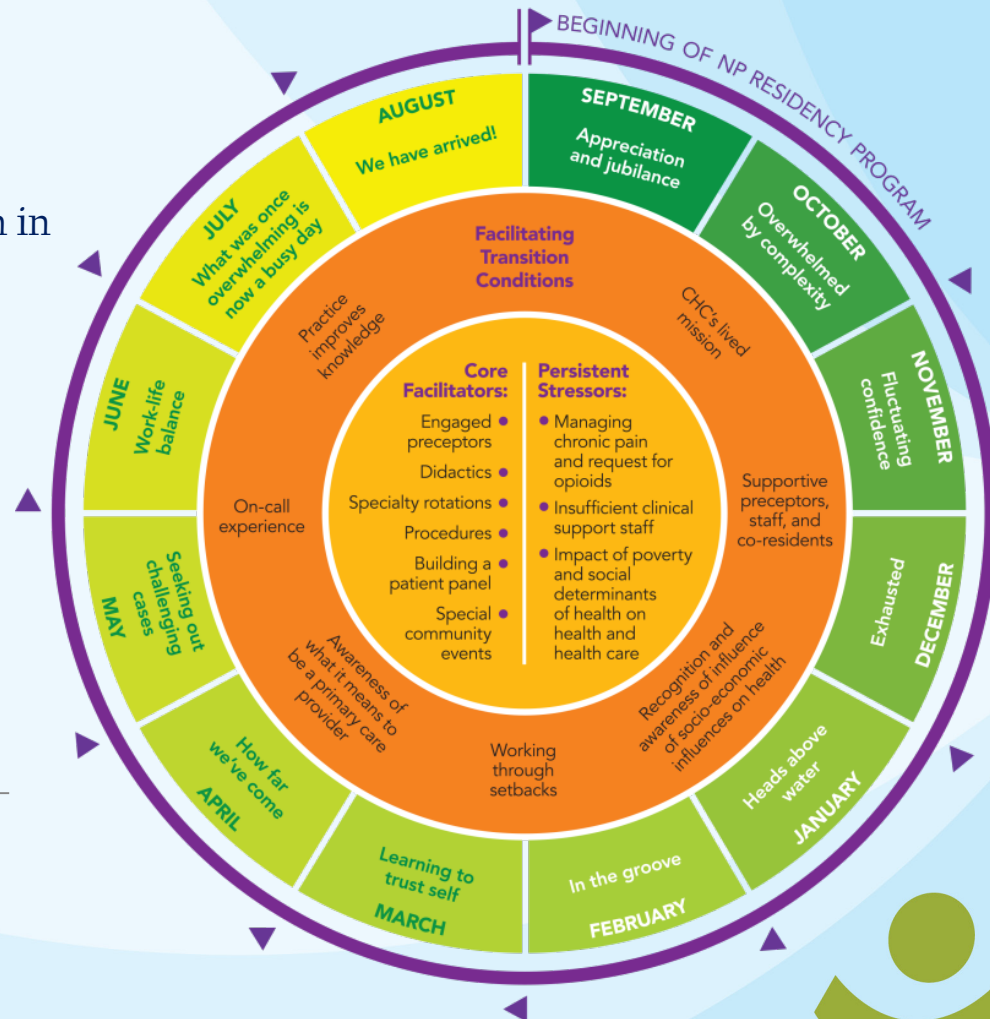 n in
BEGINNING OF NP RESIDENCY PROGRAM
SEPTEMBER
Appreciation
and jubilance
OCTOBER
Overwhelmed
by complexity
NOVEMBER
Fluctuating
confidence
DECEMBER
Exhausted
Heads above
water
JANUARY
In the groove
FEBRUARY
Learning to
trust self
MARCH
How far
we've come
APRIL
Seeking out
challenging
cases
MAY
JUNE
Work-life
balance
JULY
What was once
overwhelming is
now a busy day
AUGUST
We have arrived!
Facilitating
Transition
Conditions
CHC's lived
mission
Supportive
preceptors,
staff, and
co-residents
Recognition and
awareness of influence
of socio-economic
influences on health
Working
through
setbacks
Awareness of
what it means to
be a primary care
provider
On-call
experience
Practice
improves
knowledge
Core
Facilitators:
Engaged
preceptors
Didactics
Specialty rotations
Procedures
Building a
patient panel
Special
community
events
Persistent
Stressors:
Managing
chronic pain
and request for
opioids
Insufficient clinical
support staff
Impact of poverty
and social
determinants
of health on
health and
health care